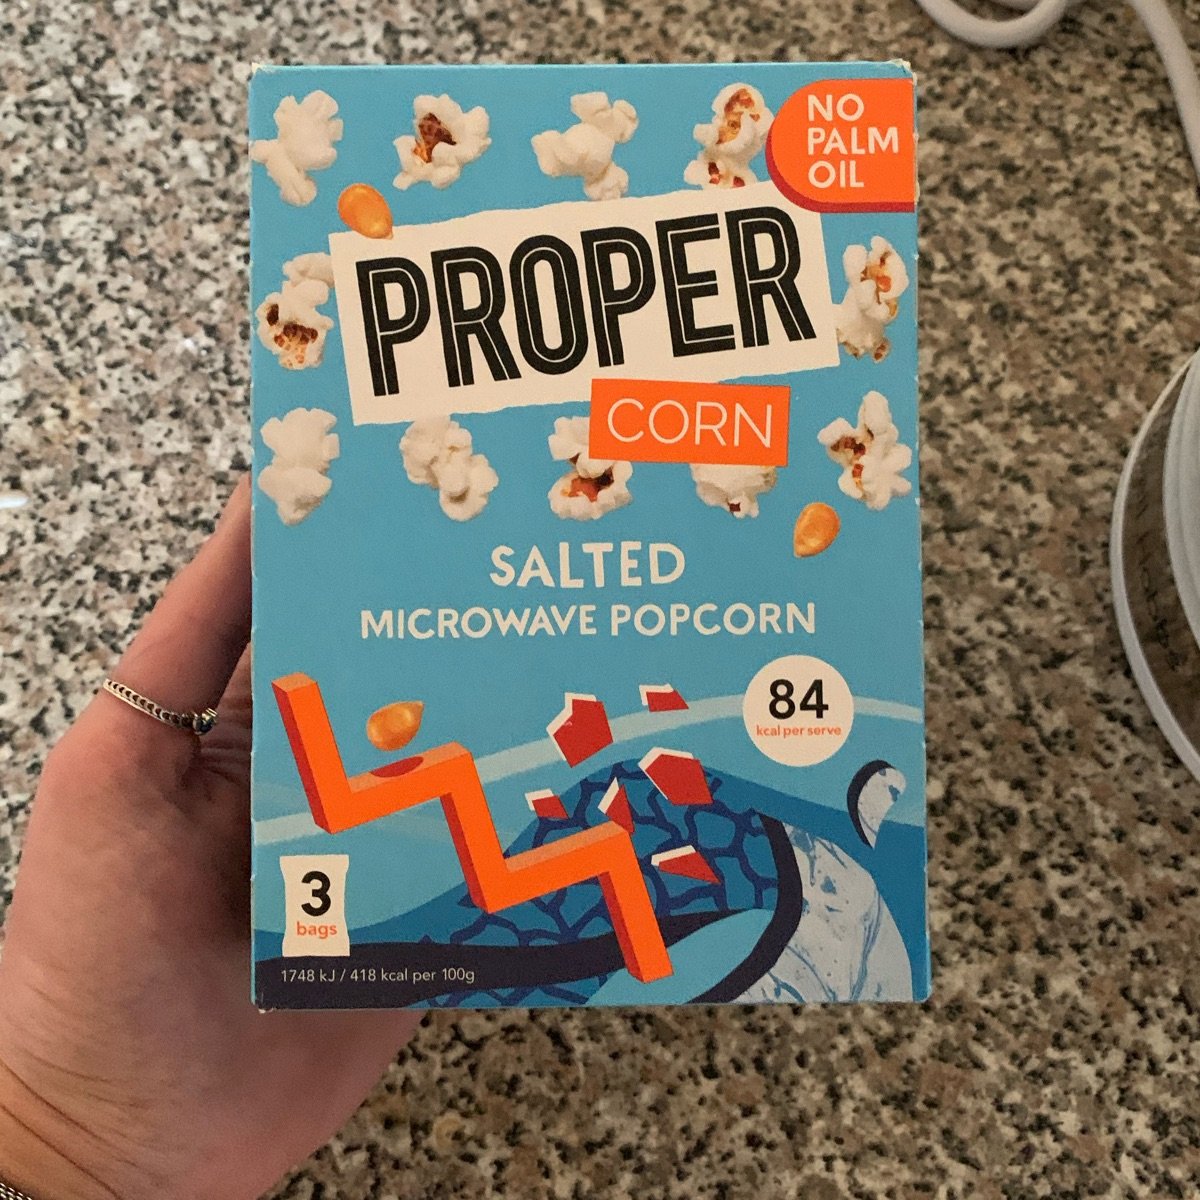 NO
PALM
OIL
PROPER
CORN
SALTED
MICROWAVE POPCORN
84
kcal per serve
3
bags
1748 kJ / 418 kcal per 100g